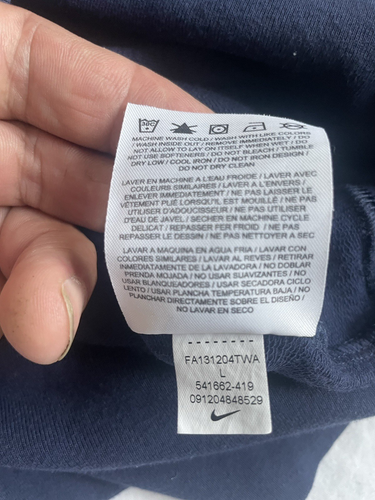 30C
MACHINE WASH COLD / WASH WITH LIKE COLORS
/ WASH INSIDE OUT / REMOVE IMMEDIATELY / DO
NOT ALLOW TO LAY ON ITSELF WHEN WET / DO
NOT USE SOFTENERS / DO NOT BLEACH / TUMBLE
DRY LOW / COOL IRON / DO NOT IRON DESIGN /
DO NOT DRY CLEAN
LAVER EN MACHINE A L'EAU FROIDE / LAVER AVEC
COULEURS SIMILAIRES / LAVER A L'ENVERS /
ENLEVER IMMÉDIATEMENT / NE PAS LAISSER LE
VÊTEMENT PLIÉ LORSQU'IL EST MOUILLÉ / NE PAS
UTILISER D'ADOUCISSEUR / NE PAS UTILISER
D'EAU DE JAVEL / SÉCHER EN MACHINE CYCLE
DELICAT / REPASSER FER FROID / NE PAS
REPASSER LE DESSIN / NE PAS NETTOYER A SEC
LAVAR A MAQUINA EN AGUA FRIA / LAVAR CON
COLORES SIMILARES / LAVAR AL REVES / RETIRAR
INMEDIATAMENTE DE LA LAVADORA / NO DOBLAR
PRENDA MOJADA / NO USAR SUAVIZANTES / NO
USAR BLANQUEADORES / USAR SECADORA CICLO
LENTO / USAR PLANCHA TEMPERATURA BAJA / NO
PLANCHAR DIRECTAMENTE SOBRE EL DISEÑO /
NO LAVAR EN SECO
FA131204TWA
L
541662-419
091204848529